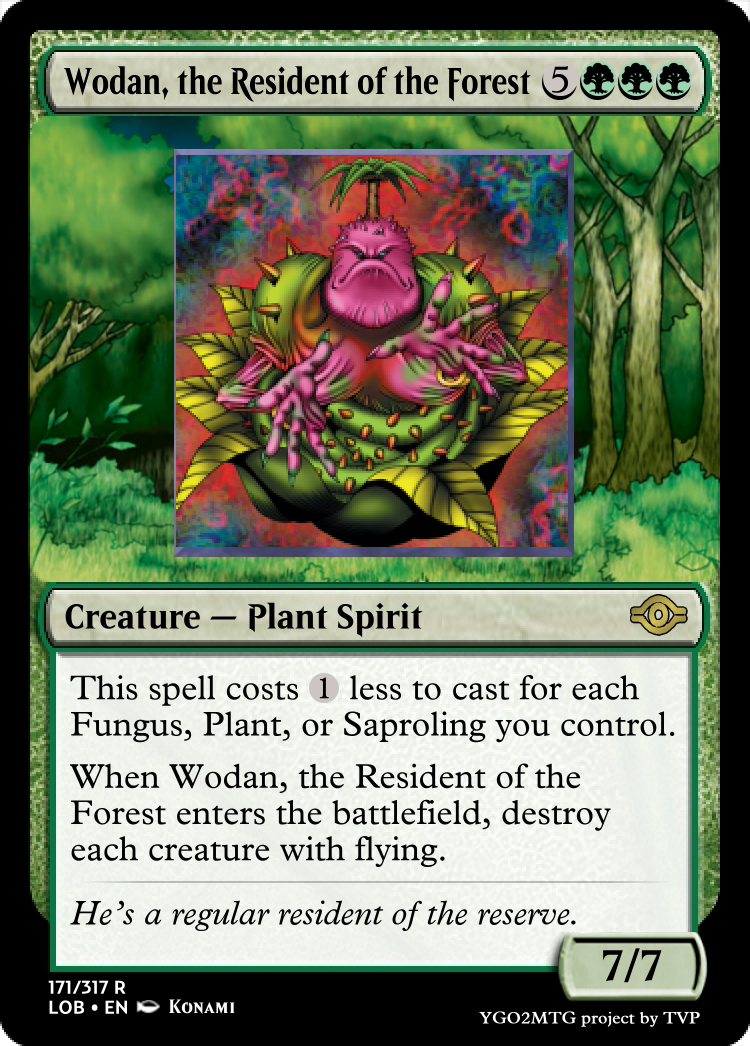 Wodan, the Resident of the Forest 5
Creature — Plant Spirit
This spell costs 1 less to cast for each
Fungus, Plant, or Saproling you control.
When Wodan, the Resident of the
Forest enters the battlefield, destroy
each creature with flying.
He's a regular resident of the reserve.
7/7
171/317 R
LOB • EN Konami
YGO2MTG project by TVP